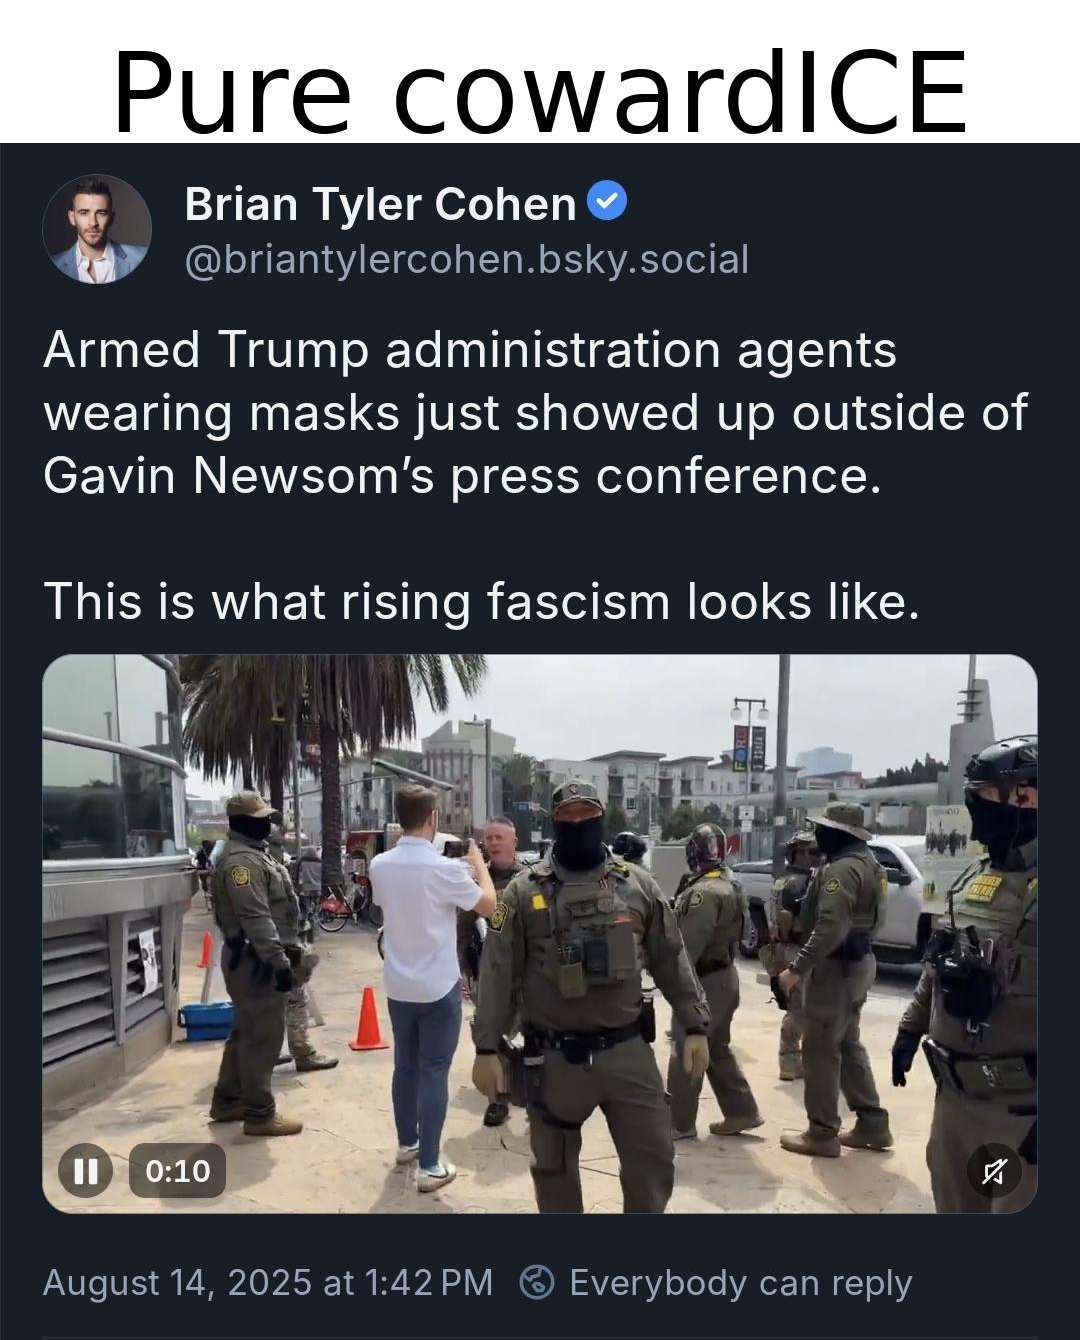 Pure cowardICE
Brian Tyler Cohen
@briantylercohen.bsky.social
Armed Trump administration agents
wearing masks just showed up outside of
Gavin Newsom’s press conference.
This is what rising fascism looks like.
FORE
0:10
August 14, 2025 at 1:42 PM
Everybody can reply